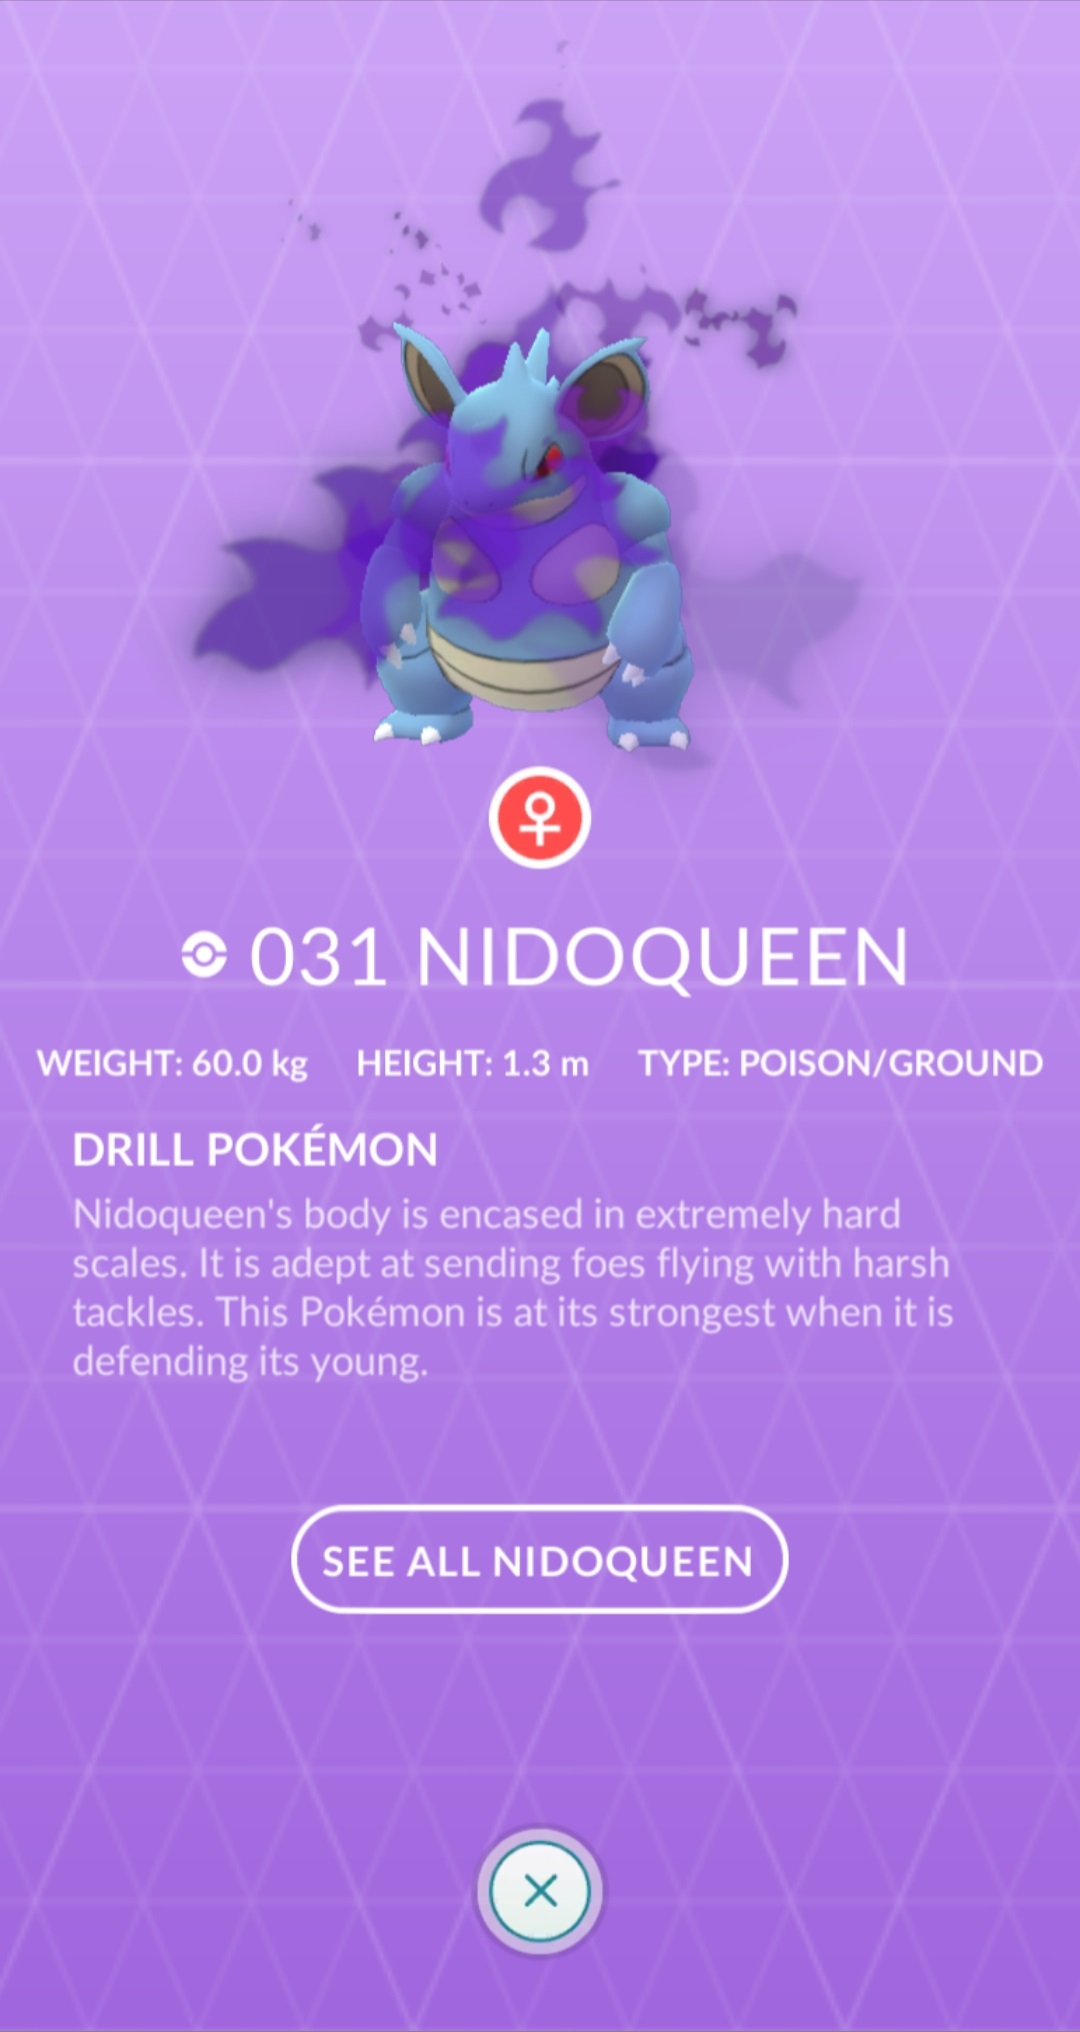 031 NIDOQUEEN
WEIGHT: 60.0 kg HEIGHT: 1.3 m TYPE: POISON/GROUND
DRILL POKÉMON
Nidoqueen's body is encased in extremely hard
scales. It is adept at sending foes flying with harsh
tackles. This Pokémon is at its strongest when it is
defending its young.
SEE ALL NIDOQUEEN